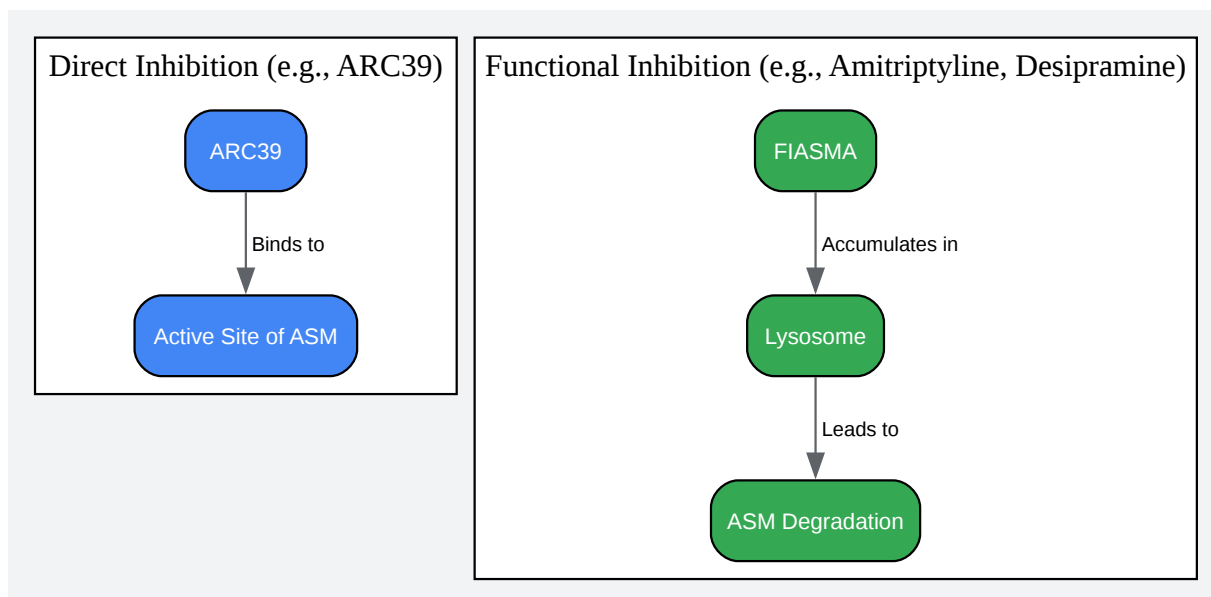 Direct Inhibition (e.g., ARC39)
ARC39
Binds to
Active Site of ASM
Functional Inhibition (e.g., Amitriptyline, Desipramine)
FIASMA
Accumulates in
Lysosome
Leads to
ASM Degradation